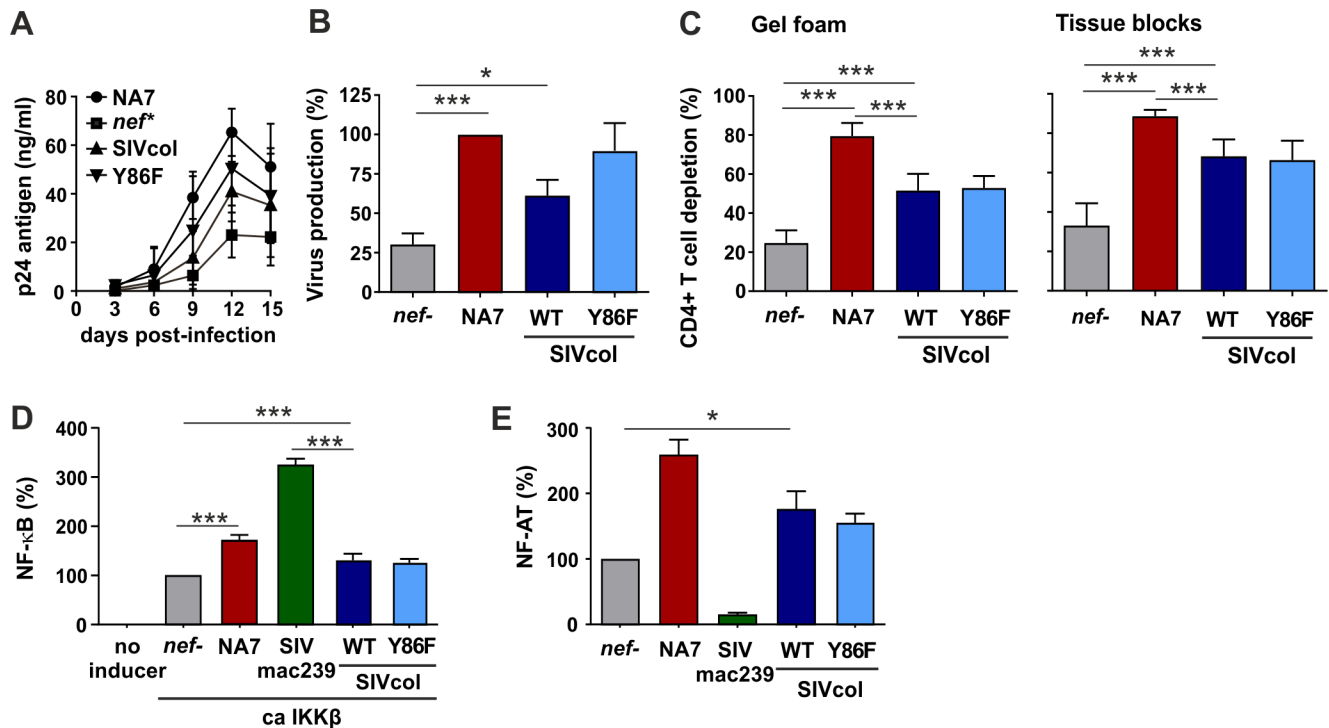 A
NA7
nef*
SIVcol
Y86F
p24 antigen (ng/ml)
80
60
40
20
0
0 3 6 9 12 15
days post-infection
B
*
***
Virus production (%)
125
100
75
50
25
0
nef- NA7 WT Y86F
SIVcol
C
Gel foam
***
*** ***
CD4+ T cell depletion (%)
100
80
60
40
20
0
nef- NA7 WT Y86F
SIVcol
Tissue blocks
***
*** ***
nef- NA7 WT Y86F
SIVcol
D
***
***
***
NF-κB (%)
400
300
200
100
0
no inducer
nef- NA7 SIV mac239 WT Y86F
SIVcol
ca IKKβ
E
*
NF-AT (%)
300
200
100
0
nef- NA7 SIV mac239 WT Y86F
SIVcol